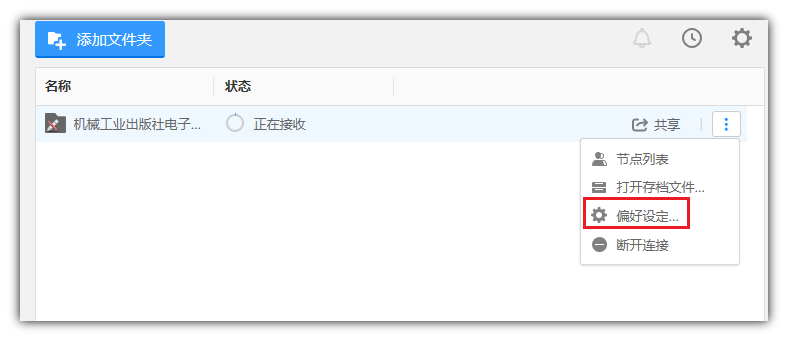 添加文件夹
名称 状态
机械工业出版社电子... 正在接收 共享
节点列表
打开存档文件...
偏好设定...
断开连接